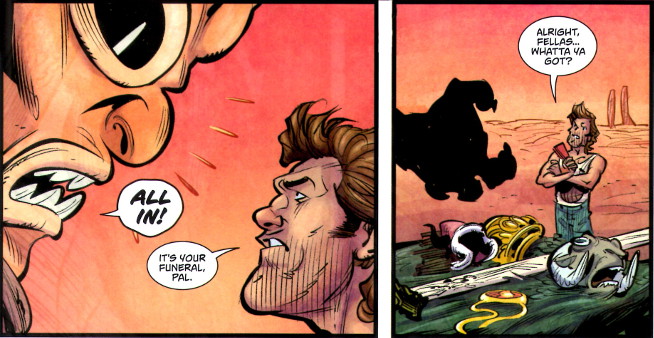 ALL
IN!
IT'S YOUR
FUNERAL,
PAL.
ALRIGHT,
FELLAS...
WHATTA YA
GOT?